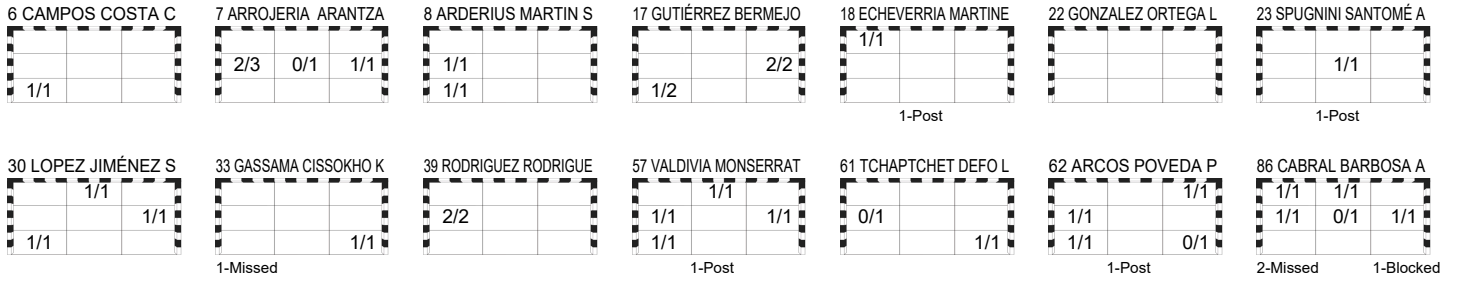 6 CAMPOS COSTA C 7 ARROJERIA ARANTZA 8 ARDERIUS MARTIN S 17 GUTIÉRREZ BERMEJO 18 ECHEVERRIA MARTINE 22 GONZALEZ ORTEGA L 23 SPUGNINI SANTOMÉ A
1/1
2/3 0/1 1/1 1/1 2/2 1/1
1/1 1/1 1/2
1-Post 1-Post
30 LOPEZ JIMÉNEZ S 33 GASSAMA CISSOKHO K 39 RODRIGUEZ RODRIGUE 57 VALDIVIA MONSERRAT 61 TCHAPTCHET DEFO L 62 ARCOS POVEDA P 86 CABRAL BARBOSA A
1/1 1/1 1/1 1/1 1/1
1/1 2/2 1/1 1/1 0/1 1/1 1/1 0/1 1/1
1/1 1/1 1/1 1/1 1/1 0/1
1-Missed 1-Post 1-Post 2-Missed 1-Blocked